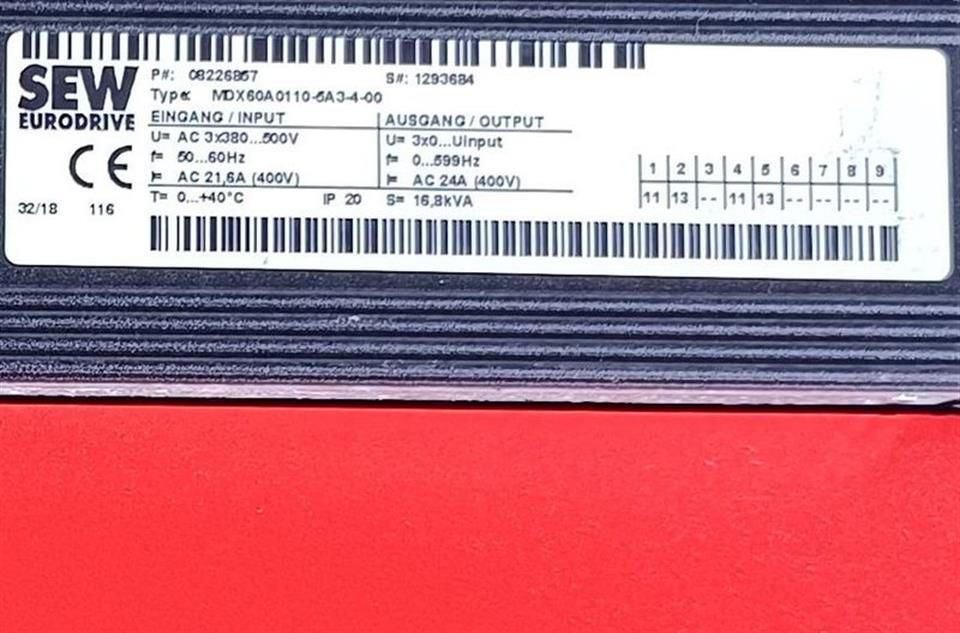 SEW
EURODRIVE
P#: 08226857
S#: 1293684
Type: MDX60A0110-5A3-4-00
EINGANG / INPUT
U= AC 3x380...500V
f= 50...60Hz
I= AC 21,6A (400V)
T= 0...+40°C
IP 20
AUSGANG / OUTPUT
U= 3x0...Uinput
f= 0...599Hz
I= AC 24A (400V)
S= 16,8kVA
CE
32/18 116
1 2 3 4 5 6 7 8 9
11 13 -- 11 13 -- -- -- --